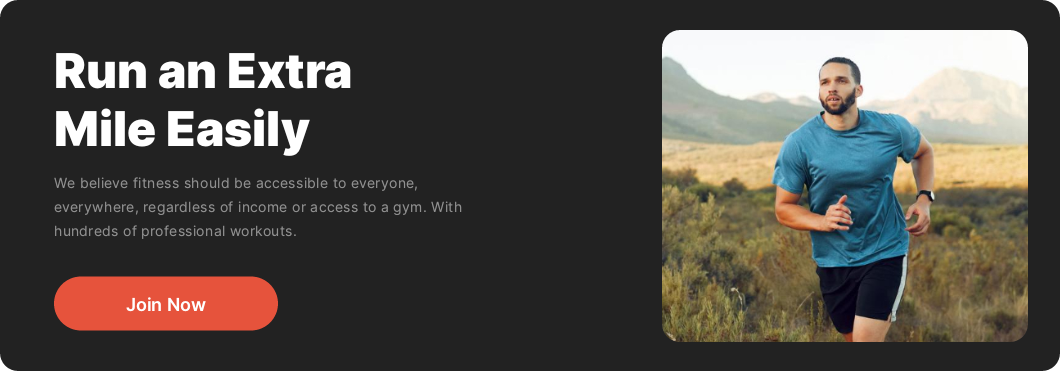 Run an Extra
Mile Easily
We believe fitness should be accessible to everyone,
everywhere, regardless of income or access to a gym. With
hundreds of professional workouts.
Join Now